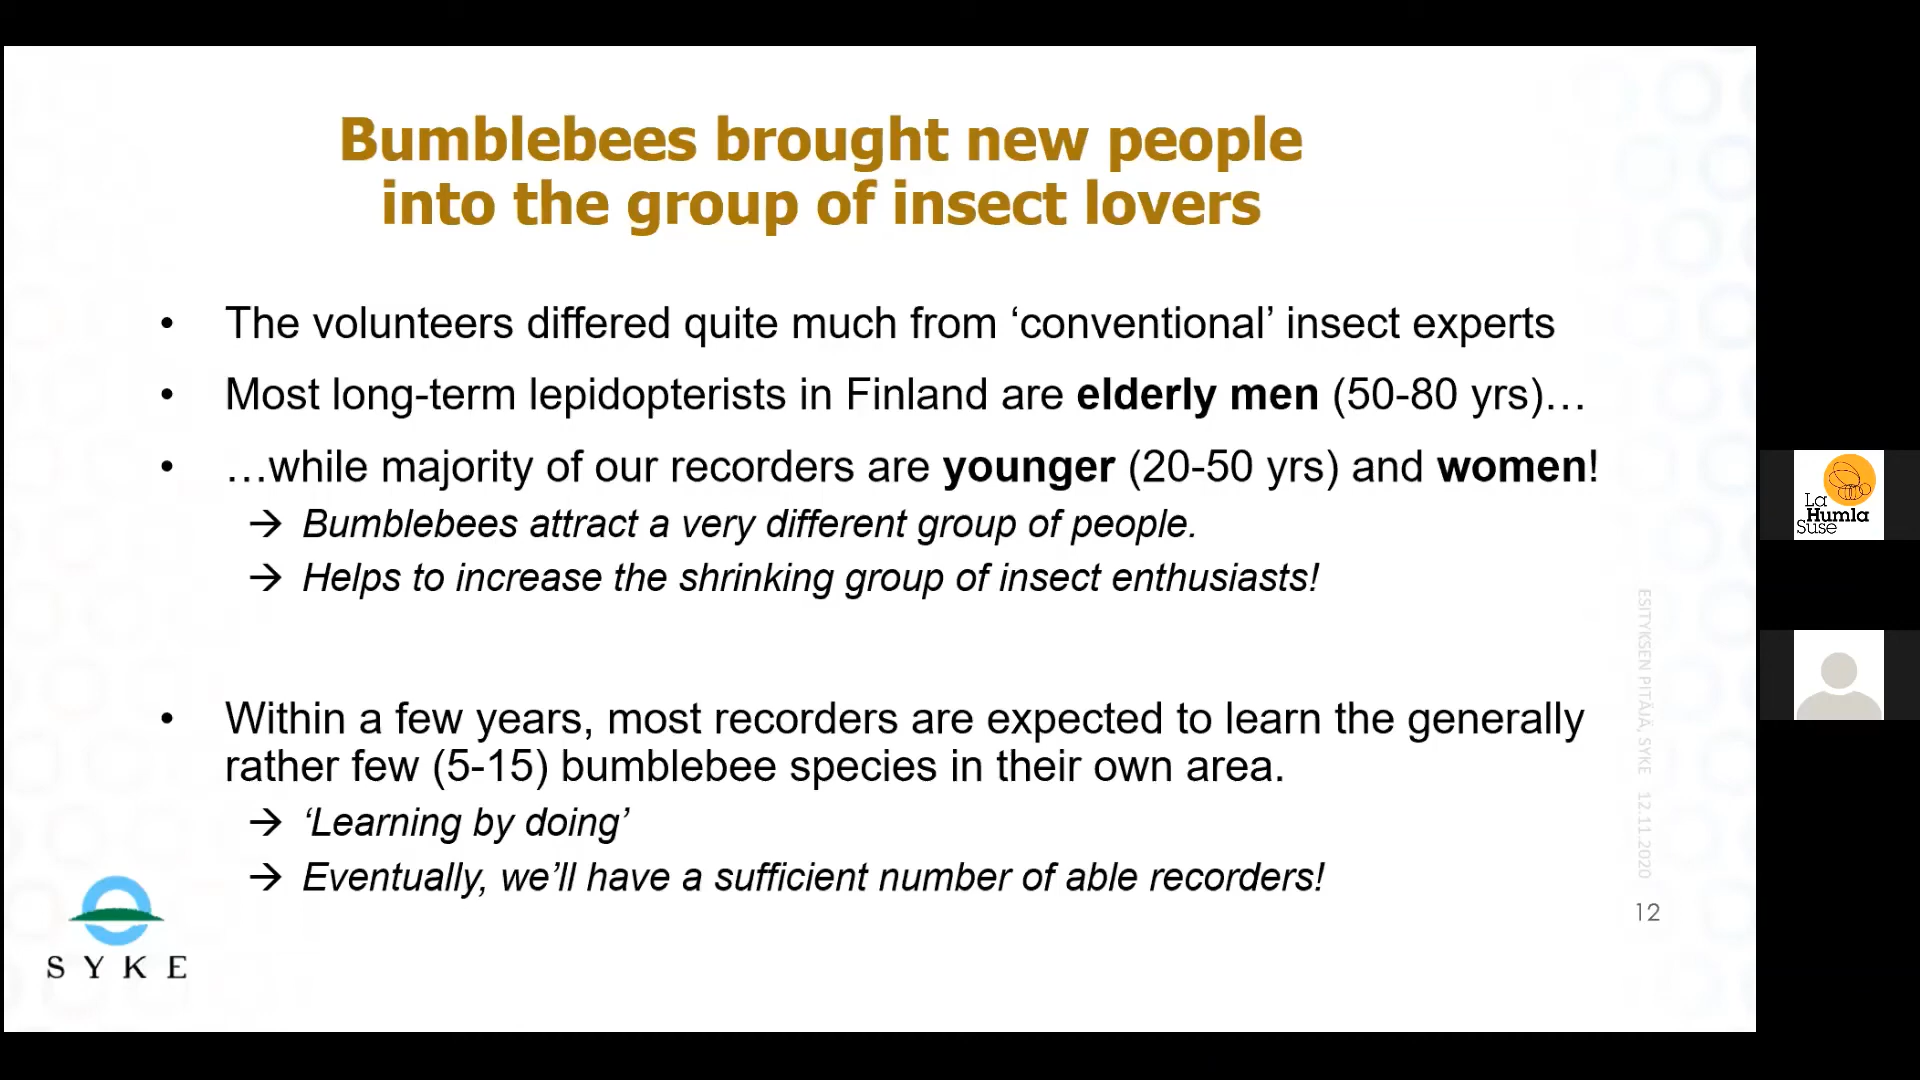 Bumblebees brought new people
into the group of insect lovers
• The volunteers differed quite much from ‘conventional’ insect experts
• Most long-term lepidopterists in Finland are elderly men (50-80 yrs)…
• …while majority of our recorders are younger (20-50 yrs) and women!
→ Bumblebees attract a very different group of people.
→ Helps to increase the shrinking group of insect enthusiasts!
• Within a few years, most recorders are expected to learn the generally
rather few (5-15) bumblebee species in their own area.
→ ‘Learning by doing’
→ Eventually, we’ll have a sufficient number of able recorders!
SYKE
ESITYKSEN PITÄJÄ, SYKE 12.11.2020
12
La
Humla
Suse